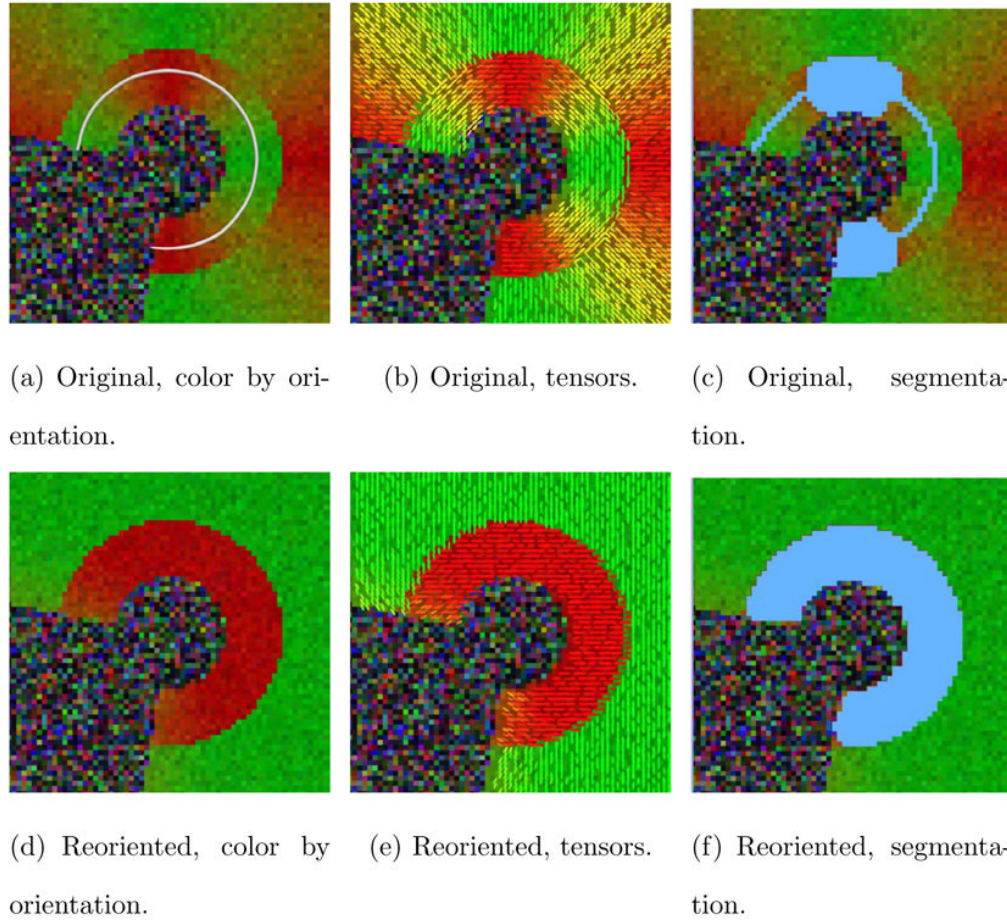 (a) Original, color by ori-
entation.
(b) Original, tensors.
(c) Original, segmenta-
tion.
(d) Reoriented, color by
orientation.
(e) Reoriented, tensors.
(f) Reoriented, segmenta-
tion.